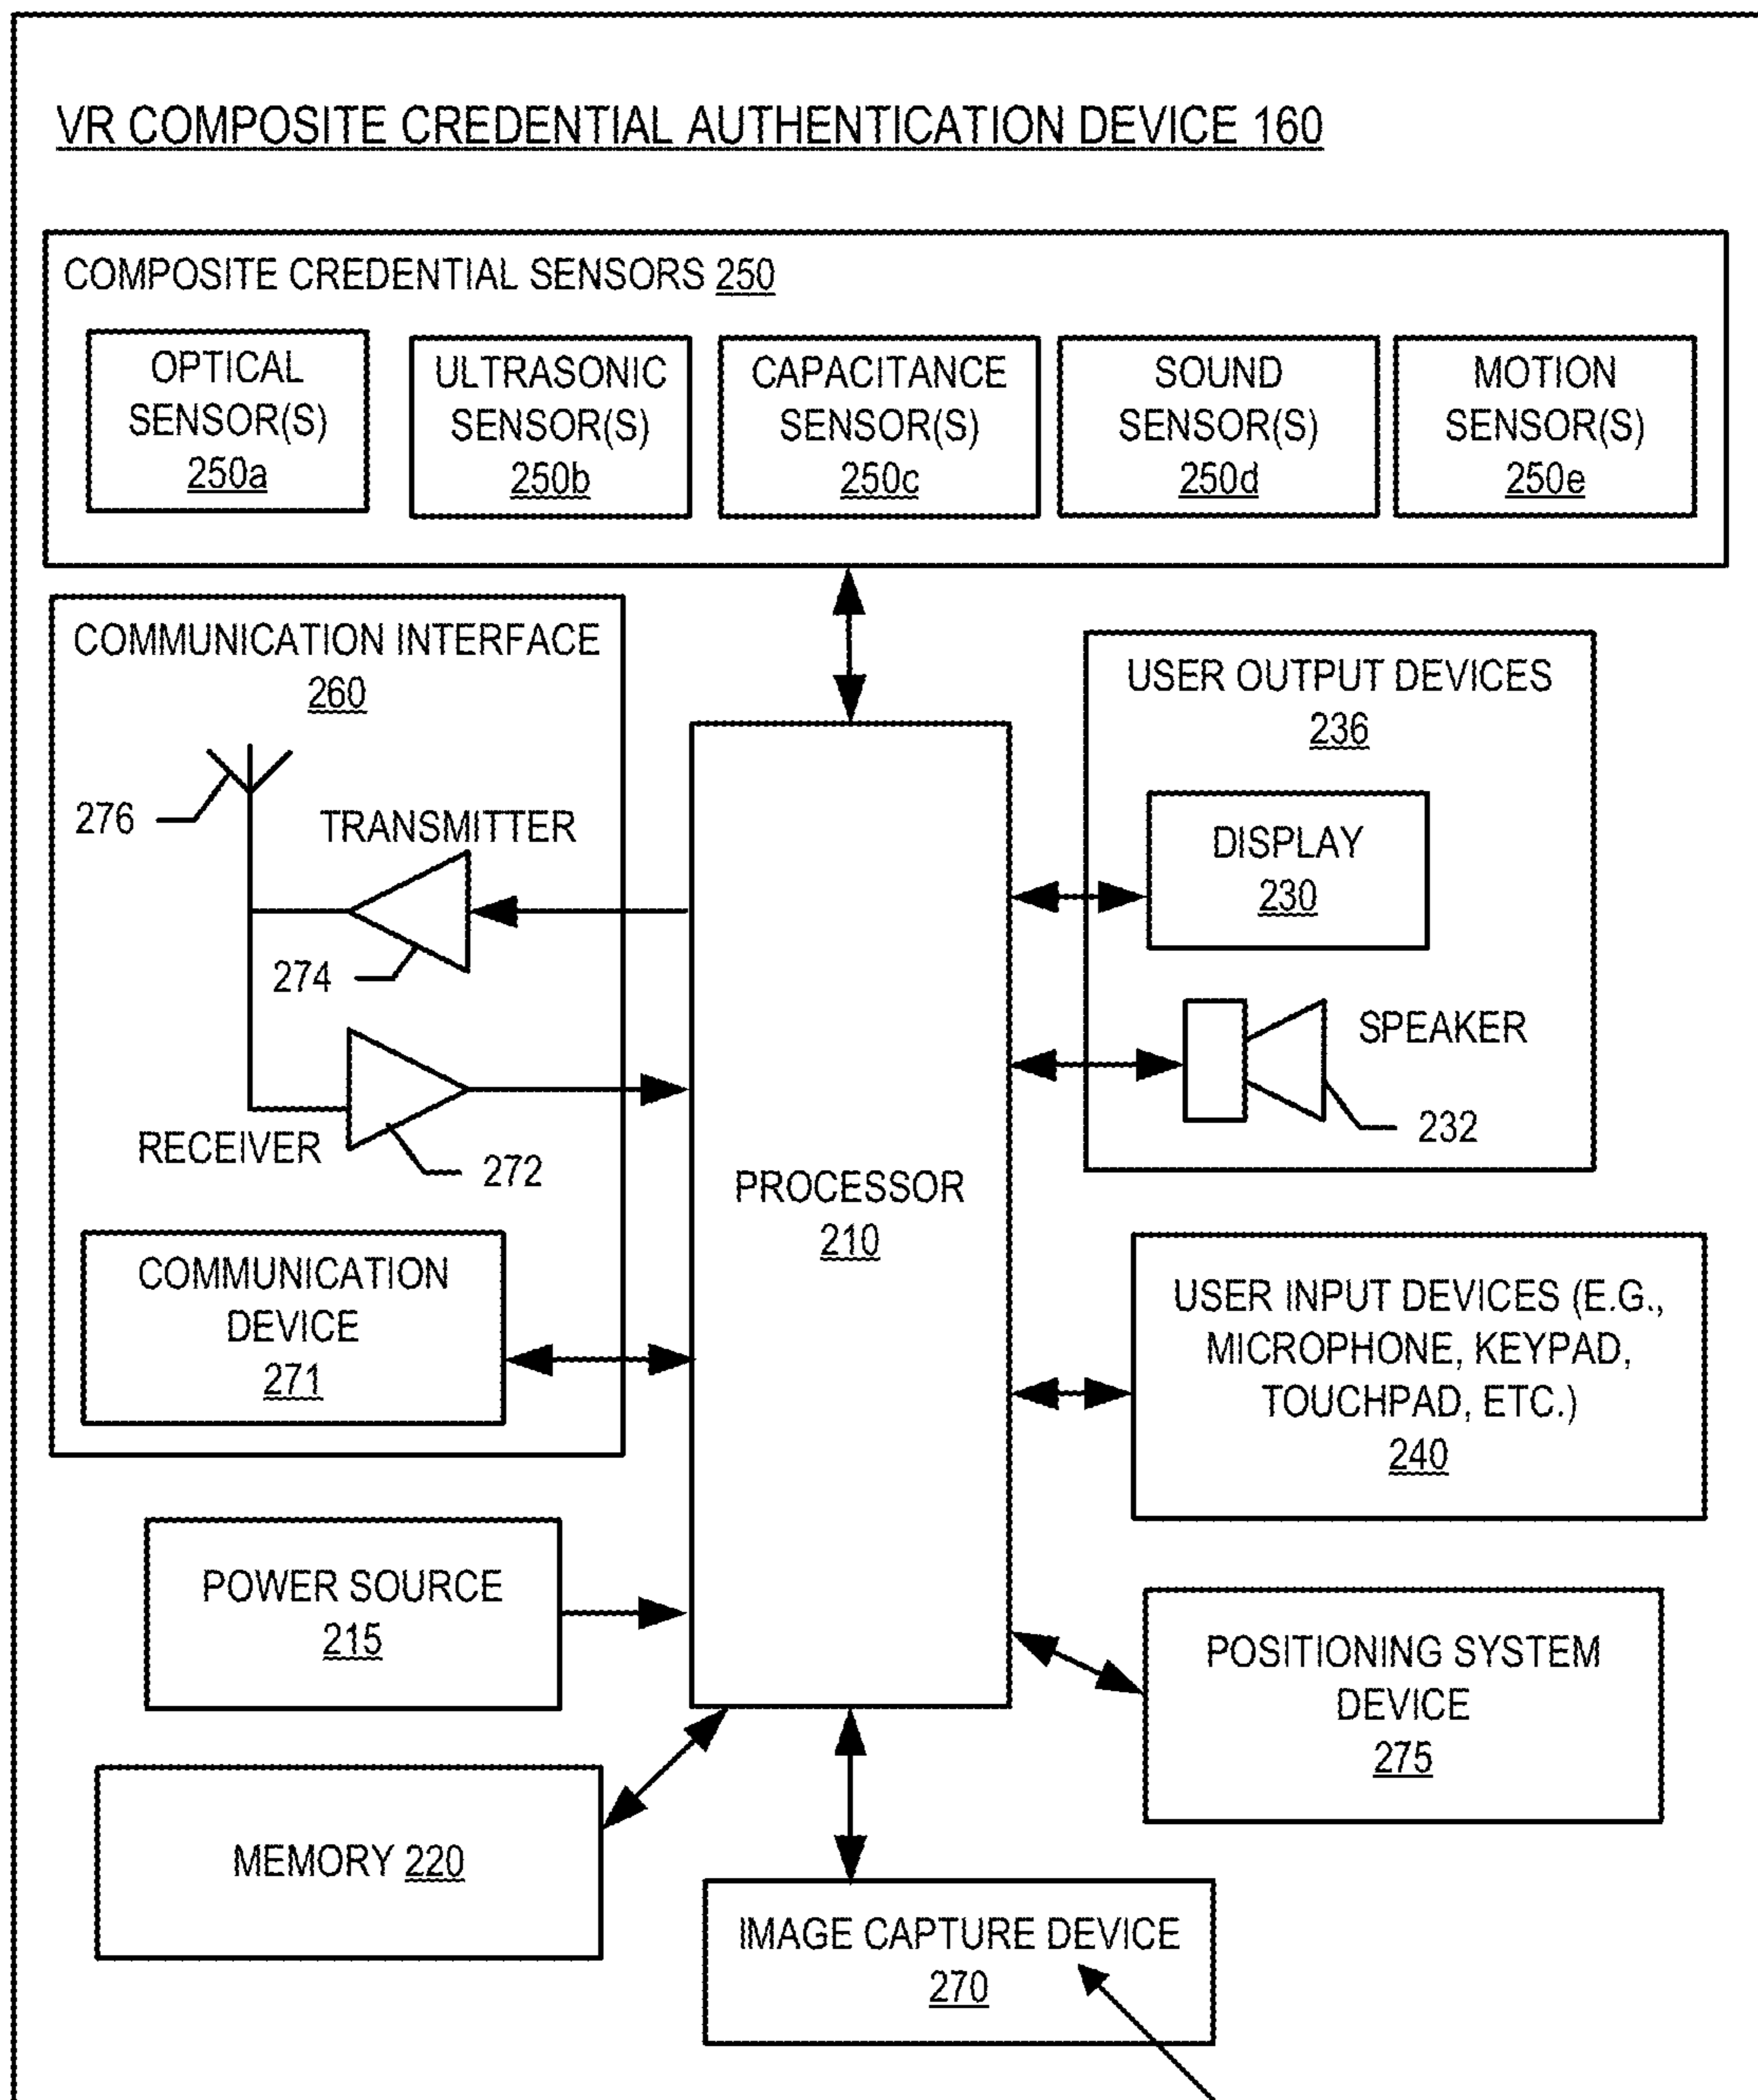 VR COMPOSITE CREDENTIAL AUTHENTICATION DEVICE 160
COMPOSITE CREDENTIAL SENSORS 250
OPTICAL
SENSOR(S)
250a
ULTRASONIC
SENSOR(S)
250b
CAPACITANCE
SENSOR(S)
250c
SOUND
SENSOR(S)
250d
MOTION
SENSOR(S)
250e
COMMUNICATION INTERFACE
260
276
TRANSMITTER
274
RECEIVER
272
COMMUNICATION
DEVICE
271
PROCESSOR
210
USER OUTPUT DEVICES
236
DISPLAY
230
SPEAKER
232
USER INPUT DEVICES (E.G.,
MICROPHONE, KEYPAD,
TOUCHPAD, ETC.)
240
POWER SOURCE
215
POSITIONING SYSTEM
DEVICE
275
MEMORY 220
IMAGE CAPTURE DEVICE
270